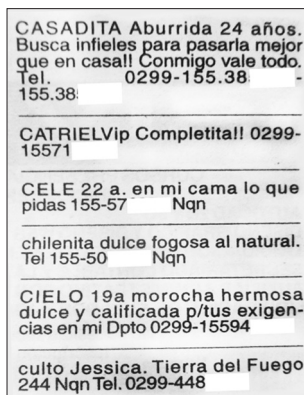 CASADITA Aburrida 24 años.
Busca infieles para pasarla mejor
que en casa!! Conmigo vale todo.
Tel. 0299-155.38 -
155.38
CATRIELVip Completita!! 0299-
15571
CELE 22 a. en mi cama lo que
pidas 155-57 Nqn
chilenita dulce fogosa al natural.
Tel 155-50 Nqn
CIELO 19a morocha hermosa
dulce y calificada p/tus exigen-
cias en mi Dpto 0299-15594
culto Jessica. Tierra del Fuego
244 Nqn Tel. 0299-448